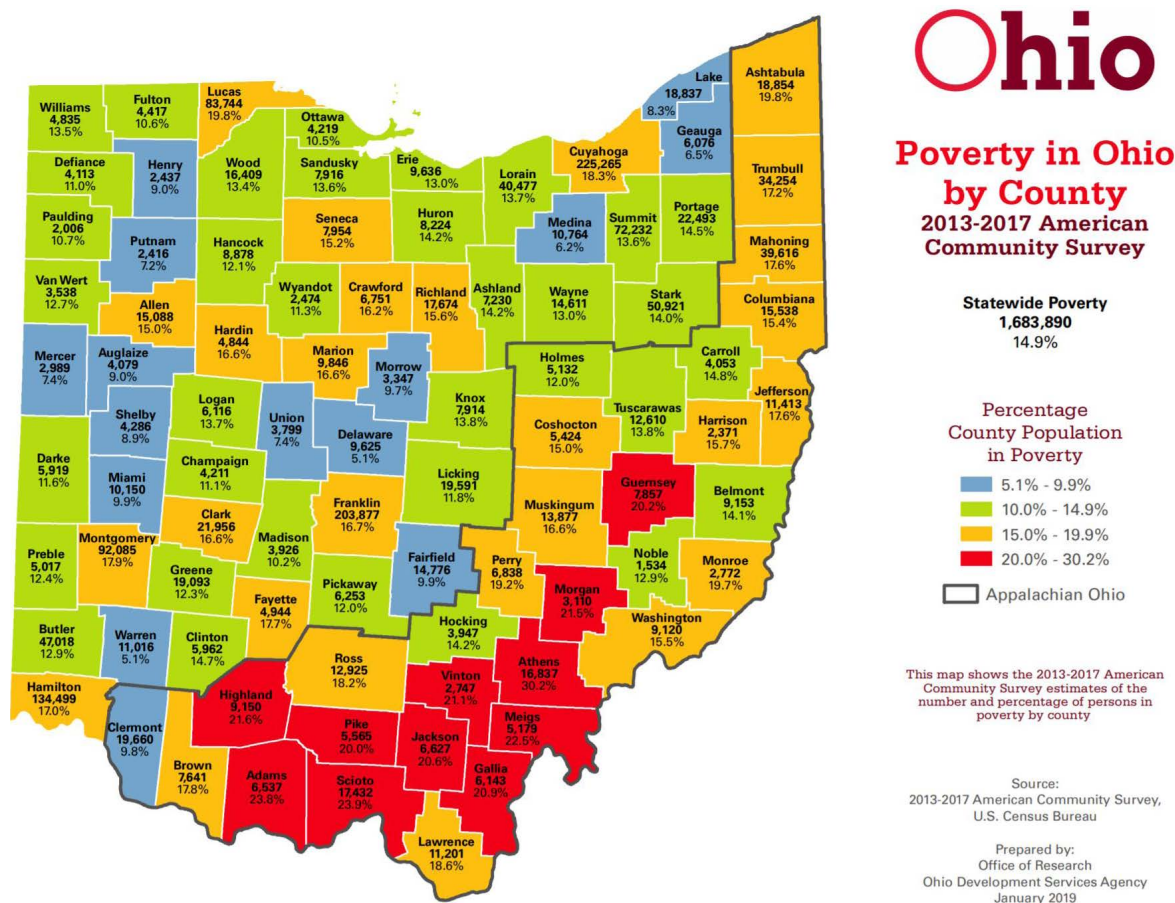 Ohio
Poverty in Ohio
by County
2013-2017 American
Community Survey
Statewide Poverty
1,683,890
14.9%
Percentage
County Population
in Poverty
5.1% - 9.9%
10.0% - 14.9%
15.0% - 19.9%
20.0% - 30.2%
Appalachian Ohio
This map shows the 2013-2017 American
Community Survey estimates of the
number and percentage of persons in
poverty by county
Source:
2013-2017 American Community Survey,
U.S. Census Bureau
Prepared by:
Office of Research
Ohio Development Services Agency
January 2019
Williams
4,835
13.5%
Fulton
4,417
10.6%
Lucas
83,744
19.8%
Ottawa
4,219
10.5%
Lake
18,837
8.3%
Ashtabula
18,854
19.8%
Geauga
6,076
6.5%
Cuyahoga
225,265
18.3%
Defiance
4,113
11.0%
Henry
2,437
9.0%
Wood
16,409
13.4%
Sandusky
7,916
13.6%
Erie
9,636
13.0%
Lorain
40,477
13.7%
Trumbull
34,254
17.2%
Paulding
2,006
10.7%
Putnam
2,416
7.2%
Hancock
8,878
12.1%
Seneca
7,954
15.2%
Huron
8,224
14.2%
Medina
10,764
6.2%
Summit
72,232
13.6%
Portage
22,493
14.5%
Mahoning
39,616
17.6%
Van Wert
3,538
12.7%
Allen
15,088
15.0%
Wyandot
2,474
11.3%
Crawford
6,751
16.2%
Richland
17,674
15.6%
Ashland
7,230
14.2%
Wayne
14,611
13.0%
Stark
50,921
14.0%
Columbiana
15,538
15.4%
Hardin
4,844
16.6%
Mercer
2,989
7.4%
Auglaize
4,079
9.0%
Marion
9,846
16.6%
Morrow
3,347
9.7%
Holmes
5,132
12.0%
Carroll
4,053
14.8%
Jefferson
11,413
17.6%
Shelby
4,286
8.9%
Logan
6,116
13.7%
Union
3,799
7.4%
Delaware
9,625
5.1%
Knox
7,914
13.8%
Coshocton
5,424
15.0%
Tuscarawas
12,610
13.8%
Harrison
2,371
15.7%
Darke
5,919
11.6%
Miami
10,150
9.9%
Champaign
4,211
11.1%
Licking
19,591
11.8%
Guernsey
7,857
20.2%
Belmont
9,153
14.1%
Clark
21,956
16.6%
Franklin
203,877
16.7%
Muskingum
13,877
16.6%
Madison
3,926
10.2%
Preble
5,017
12.4%
Montgomery
92,085
17.9%
Greene
19,093
12.3%
Fairfield
14,776
9.9%
Perry
6,838
19.2%
Noble
1,534
12.9%
Monroe
2,772
19.7%
Pickaway
6,253
12.0%
Fayette
4,944
17.7%
Morgan
3,110
21.5%
Butler
47,018
12.9%
Warren
11,016
5.1%
Clinton
5,962
14.7%
Hocking
3,947
14.2%
Washington
9,120
15.5%
Ross
12,925
18.2%
Athens
16,837
30.2%
Vinton
2,747
21.1%
Hamilton
134,499
17.0%
Highland
9,150
21.6%
Clermont
19,660
9.8%
Pike
5,565
20.0%
Jackson
6,627
20.6%
Meigs
5,179
22.5%
Brown
7,641
17.8%
Adams
6,537
23.8%
Scioto
17,432
23.9%
Gallia
6,143
20.9%
Lawrence
11,201
18.6%